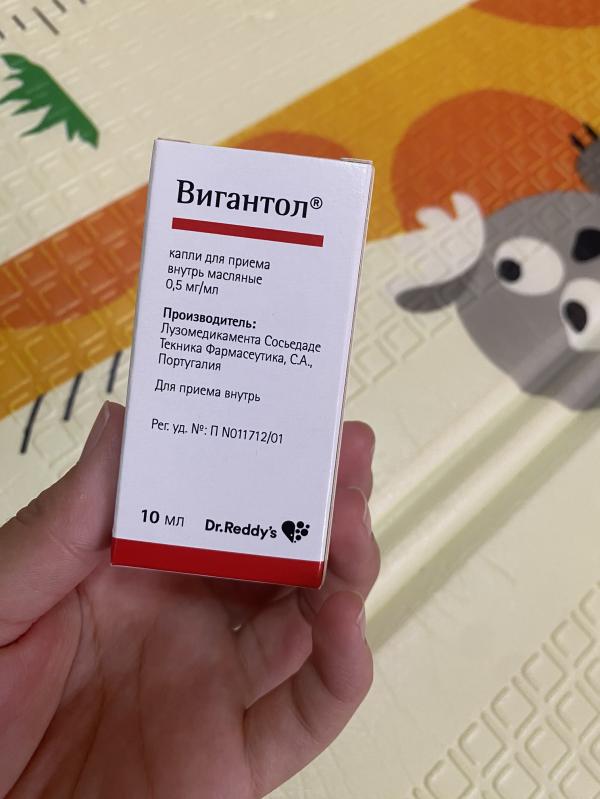 Вигантол®
капли для приема
внутрь масляные
0,5 мг/мл
Производитель:
Лузомедикамента Сосьедаде
Текника Фармасеутика, С.А.,
Португалия
Для приема внутрь
Рег. уд. №: П N011712/01
10 мл
Dr.Reddy's